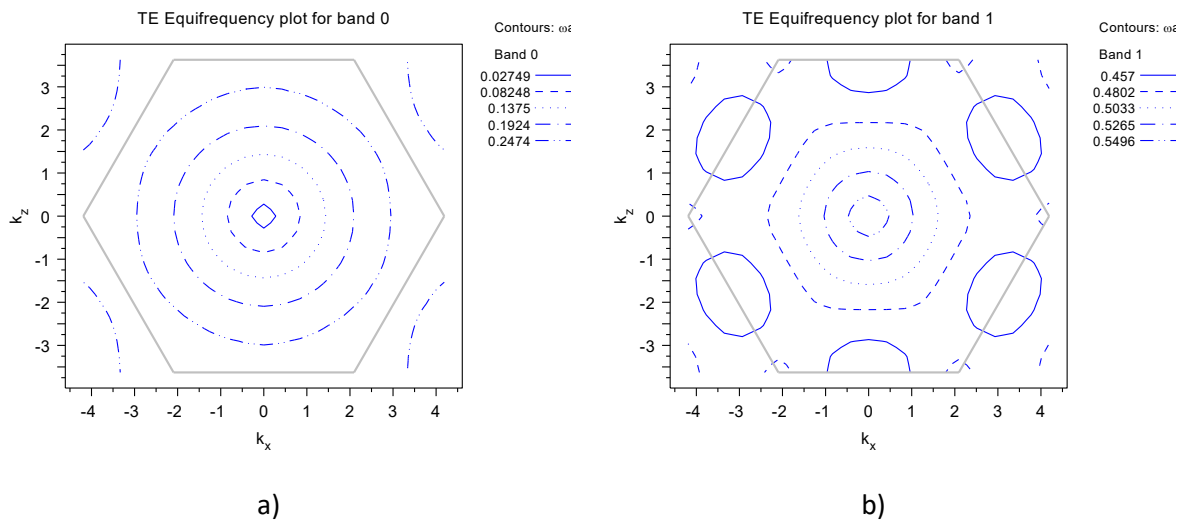 TE Equifrequency plot for band 0
Contours: ωa
Band 0
0.02749
0.08248
0.1375
0.1924
0.2474
3
2
1
0
-1
-2
-3
k_z
-4 -3 -2 -1 0 1 2 3 4
k_x
a)
TE Equifrequency plot for band 1
Contours: ωa
Band 1
0.457
0.4802
0.5033
0.5265
0.5496
3
2
1
0
-1
-2
-3
k_z
-4 -3 -2 -1 0 1 2 3 4
k_x
b)